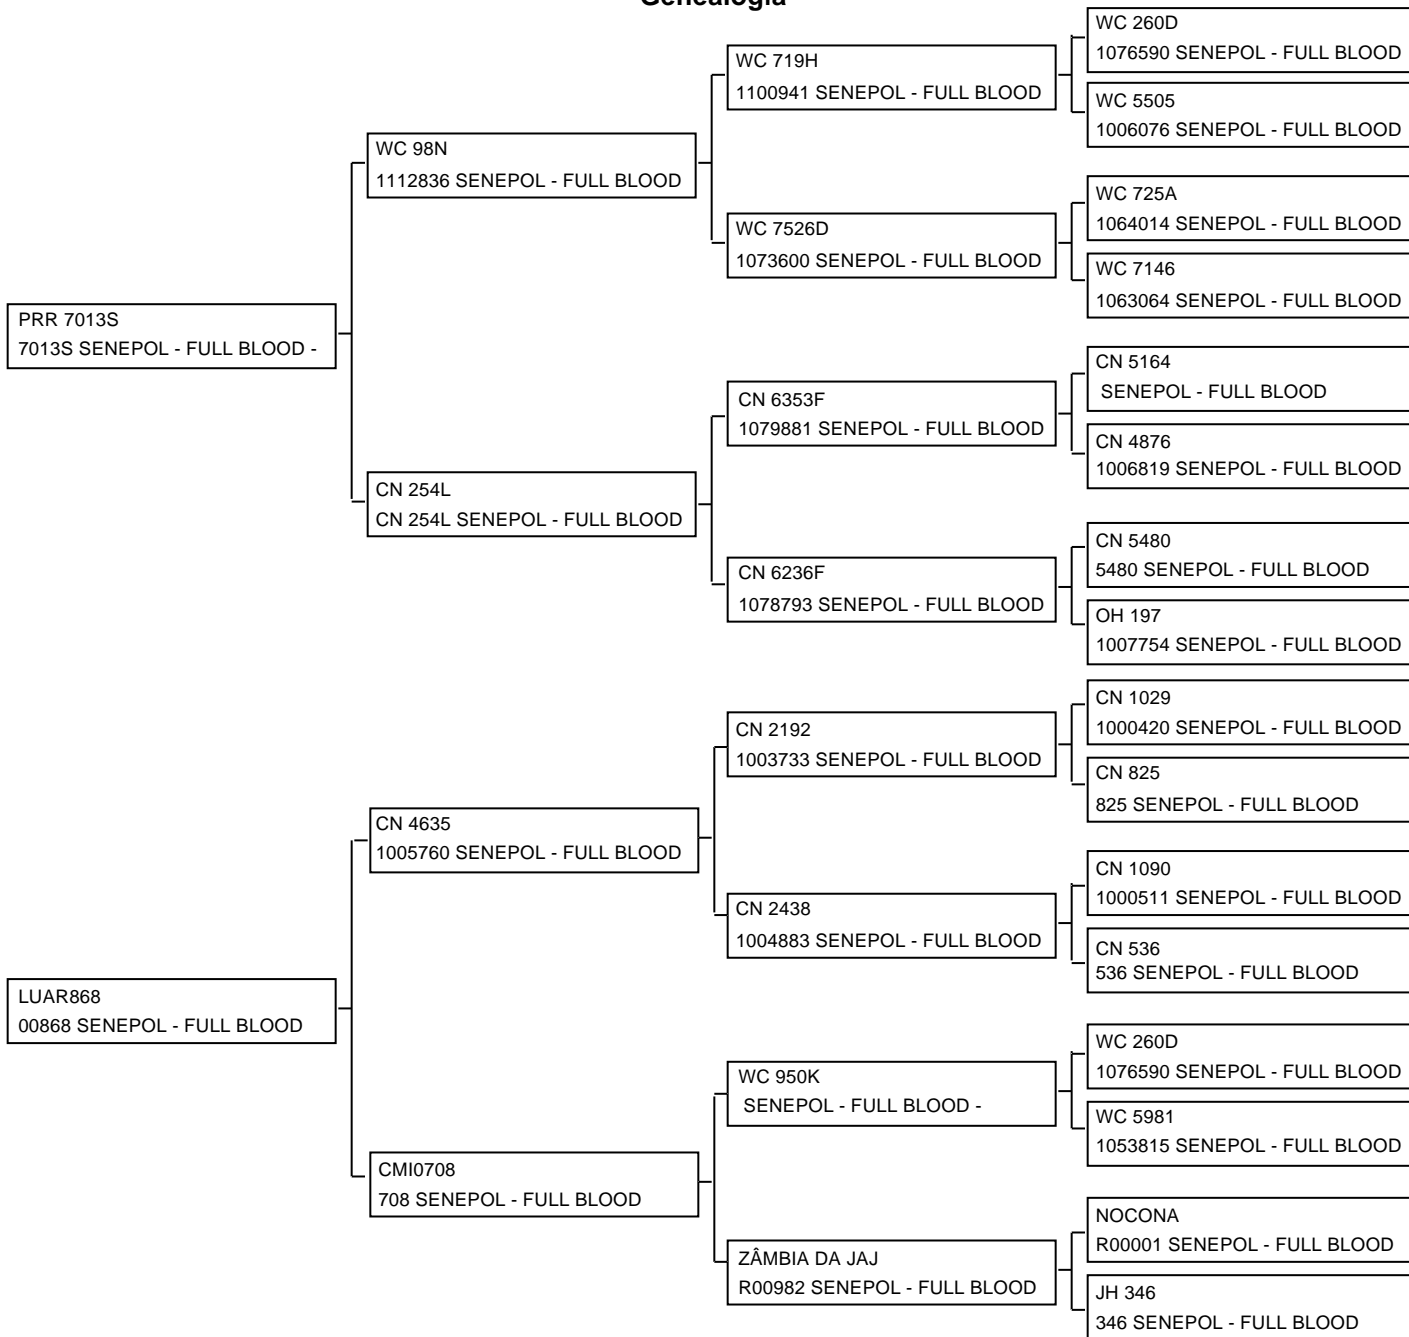 Genealogia
WC 260D
1076590 SENEPOL - FULL BLOOD
WC 719H
1100941 SENEPOL - FULL BLOOD
WC 5505
1006076 SENEPOL - FULL BLOOD
WC 98N
1112836 SENEPOL - FULL BLOOD
WC 725A
1064014 SENEPOL - FULL BLOOD
WC 7526D
1073600 SENEPOL - FULL BLOOD
WC 7146
1063064 SENEPOL - FULL BLOOD
PRR 7013S
7013S SENEPOL - FULL BLOOD -
CN 5164
SENEPOL - FULL BLOOD
CN 6353F
1079881 SENEPOL - FULL BLOOD
CN 4876
1006819 SENEPOL - FULL BLOOD
CN 254L
CN 254L SENEPOL - FULL BLOOD
CN 5480
5480 SENEPOL - FULL BLOOD
CN 6236F
1078793 SENEPOL - FULL BLOOD
OH 197
1007754 SENEPOL - FULL BLOOD
CN 1029
1000420 SENEPOL - FULL BLOOD
CN 2192
1003733 SENEPOL - FULL BLOOD
CN 825
825 SENEPOL - FULL BLOOD
CN 4635
1005760 SENEPOL - FULL BLOOD
CN 1090
1000511 SENEPOL - FULL BLOOD
CN 2438
1004883 SENEPOL - FULL BLOOD
CN 536
536 SENEPOL - FULL BLOOD
LUAR868
00868 SENEPOL - FULL BLOOD
WC 260D
1076590 SENEPOL - FULL BLOOD
WC 950K
SENEPOL - FULL BLOOD -
WC 5981
1053815 SENEPOL - FULL BLOOD
CMI0708
708 SENEPOL - FULL BLOOD
NOCONA
R00001 SENEPOL - FULL BLOOD
ZÂMBIA DA JAJ
R00982 SENEPOL - FULL BLOOD
JH 346
346 SENEPOL - FULL BLOOD